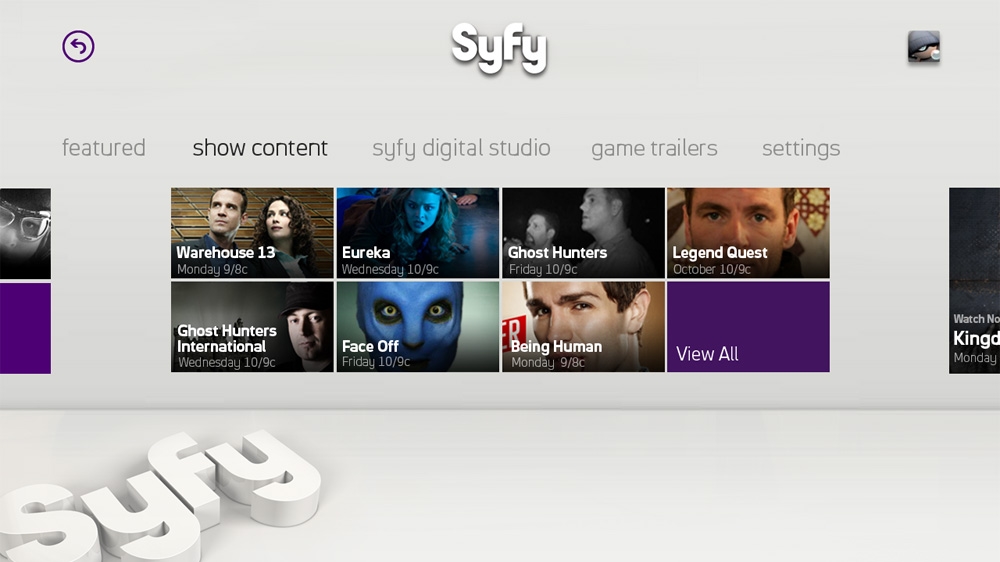 Syfy
featured
show content
syfy digital studio
game trailers
settings
Warehouse 13
Monday 9/8c
Eureka
Wednesday 10/9c
Ghost Hunters
Friday 10/9c
Legend Quest
October 10/9c
Ghost Hunters
International
Wednesday 10/9c
Face Off
Friday 10/9c
ER
Being Human
Monday 9/8c
View All
Watch No
Kingd
Monday
Syfy